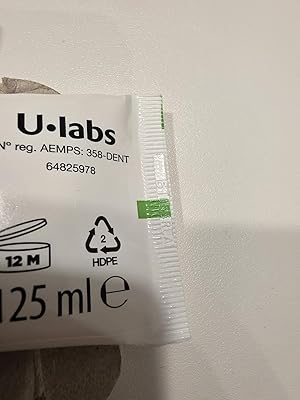 U·labs
Nº reg. AEMPS: 358-DENT
64825978
2
12 M
HDPE
125 ml e